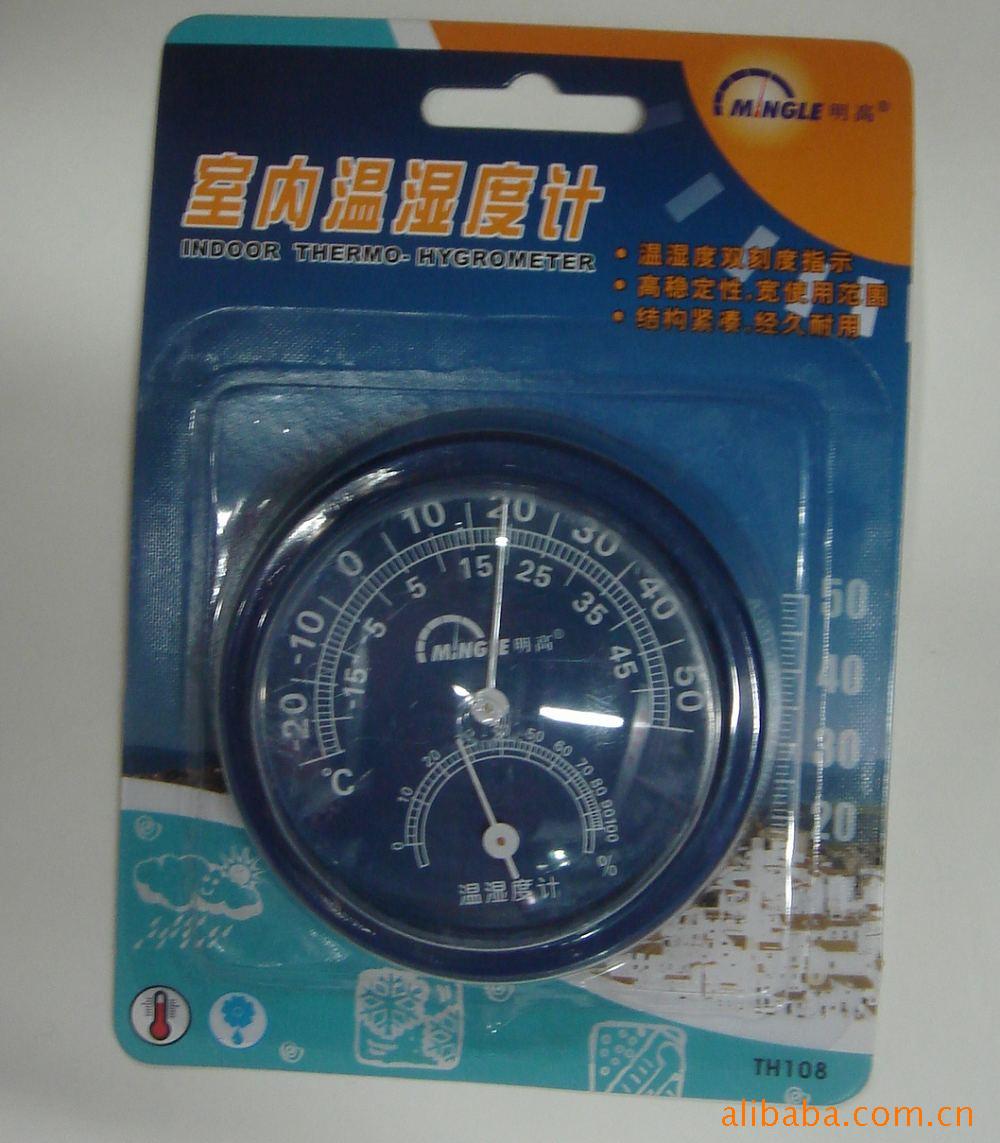 MINGLE 明高®
室内温湿度计
INDOOR THERMO-HYGROMETER
• 温湿度双刻度指示
• 高稳定性,宽使用范围
• 结构紧凑,经久耐用
-20 -10 0 10 20 30 40 50
-15 -5 5 15 25 35 45
MINGLE 明高®
℃
0 10 20 30 40 50 60 70 80 90 100
%
温湿度计
50
40
30
20
TH108
alibaba.com.cn